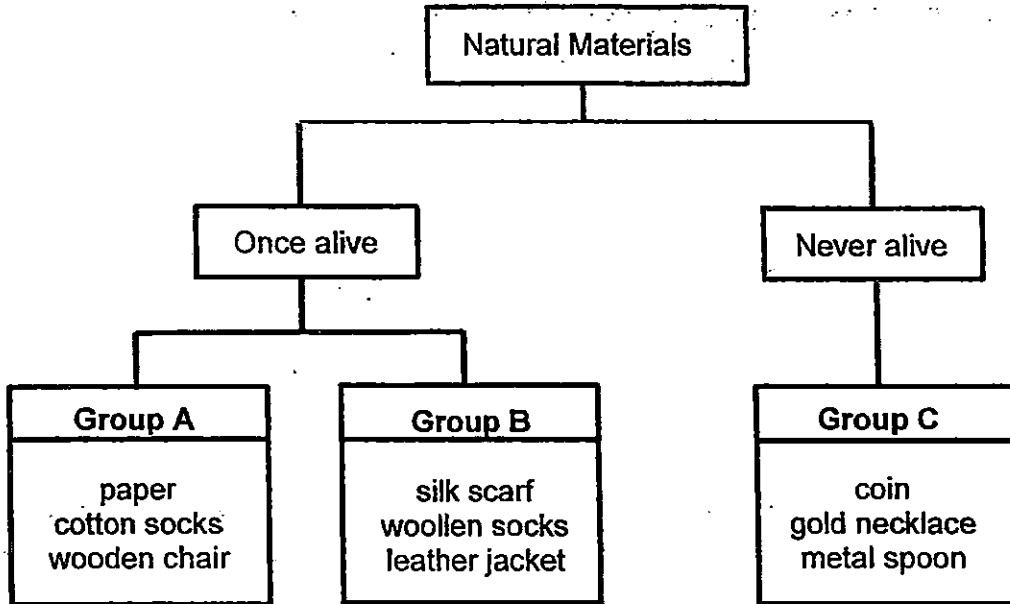 Natural Materials
Once alive
Never alive
Group A
paper
cotton socks
wooden chair
Group B
silk scarf
woollen socks
leather jacket
Group C
coin
gold necklace
metal spoon